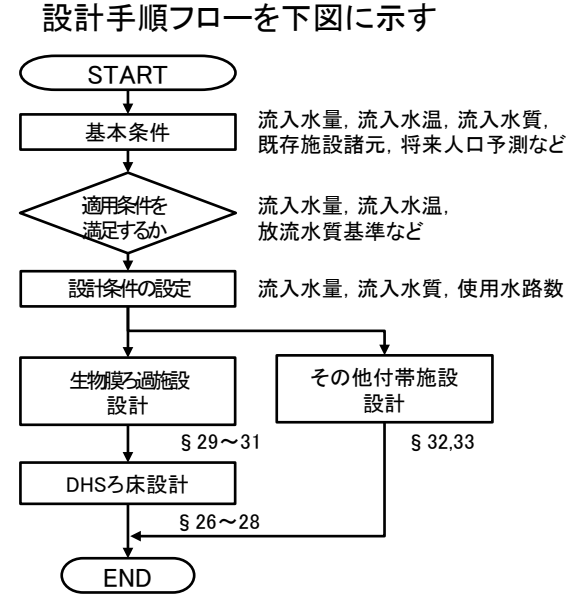 設計手順フローを下図に示す
START
基本条件
流入水量，流入水温，流入水質，
既存施設諸元，将来人口予測など
適用条件を
満足するか
流入水量，流入水温，
放流水質基準など
設計条件の設定
流入水量，流入水質，使用水路数
生物膜ろ過施設
設計
その他付帯施設
設計
§29～31
§32,33
DHSろ床設計
§26～28
END